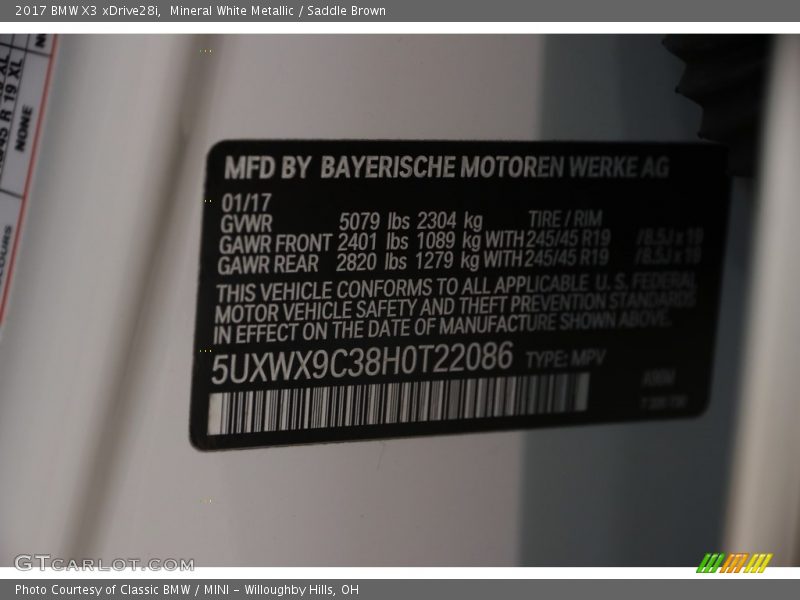 2017 BMW X3 xDrive28i, Mineral White Metallic / Saddle Brown
R 19 XL
NONE
COLOURS
MFD BY BAYERISCHE MOTOREN WERKE AG
01/17
GVWR 5079 lbs 2304 kg TIRE / RIM
GAWR FRONT 2401 lbs 1089 kg WITH 245/45 R19 /8.5J x 19
GAWR REAR 2820 lbs 1279 kg WITH 245/45 R19 /8.5J x 19
THIS VEHICLE CONFORMS TO ALL APPLICABLE U. S. FEDERAL
MOTOR VEHICLE SAFETY AND THEFT PREVENTION STANDARDS
IN EFFECT ON THE DATE OF MANUFACTURE SHOWN ABOVE.
5UXWX9C38H0T22086 TYPE: MPV
GTCARLOT.COM
Photo Courtesy of Classic BMW / MINI - Willoughby Hills, OH